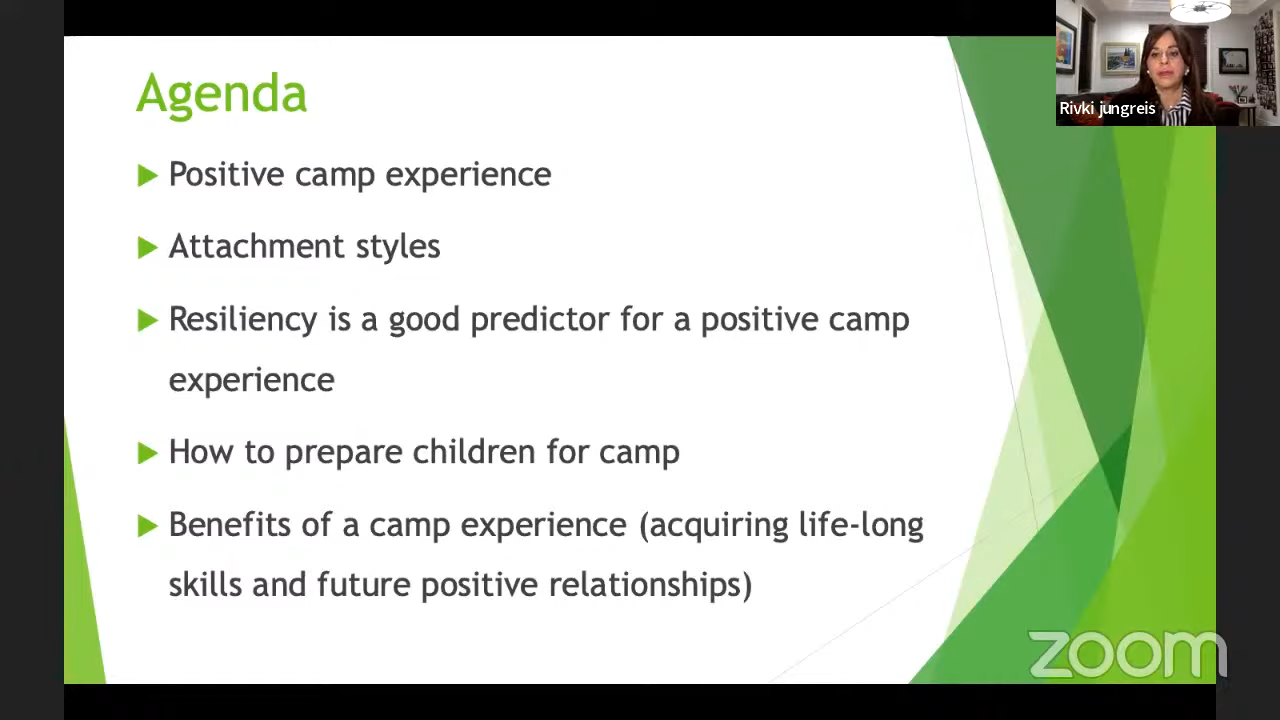 Agenda
Positive camp experience
Attachment styles
Resiliency is a good predictor for a positive camp
experience
How to prepare children for camp
Benefits of a camp experience (acquiring life-long
skills and future positive relationships)
Rivki jungreis
zoom